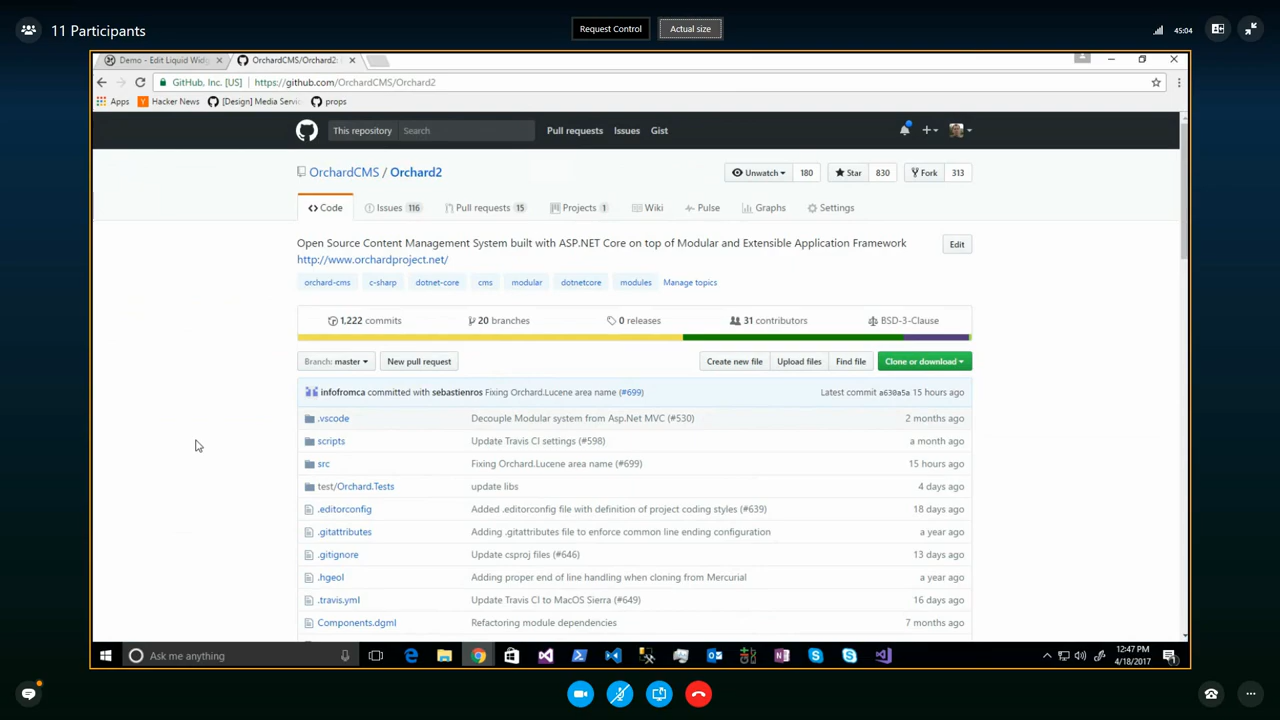 11 Participants
Request Control
Actual size
45:04
Demo - Edit Liquid Widg
OrchardCMS/Orchard2:
GitHub, Inc. [US]
https://github.com/OrchardCMS/Orchard2
Apps
Hacker News
[Design] Media Servic
props
This repository
Search
Pull requests
Issues
Gist
OrchardCMS / Orchard2
Unwatch 180
Star 830
Fork 313
Code
Issues 116
Pull requests 15
Projects 1
Wiki
Pulse
Graphs
Settings
Open Source Content Management System built with ASP.NET Core on top of Modular and Extensible Application Framework
Edit
http://www.orchardproject.net/
orchard-cms
c-sharp
dotnet-core
cms
modular
dotnetcore
modules
Manage topics
1,222 commits
20 branches
0 releases
31 contributors
BSD-3-Clause
Branch: master
New pull request
Create new file
Upload files
Find file
Clone or download
infofromca committed with sebastienros Fixing Orchard.Lucene area name (#699)
Latest commit a630a5a 15 hours ago
.vscode Decouple Modular system from Asp.Net MVC (#530) 2 months ago
scripts Update Travis CI settings (#598) a month ago
src Fixing Orchard.Lucene area name (#699) 15 hours ago
test/Orchard.Tests update libs 4 days ago
.editorconfig Added .editorconfig file with definition of project coding styles (#639) 18 days ago
.gitattributes Adding .gitattributes file to enforce common line ending configuration a year ago
.gitignore Update csproj files (#646) 13 days ago
.hgeol Adding proper end of line handling when cloning from Mercurial a year ago
.travis.yml Update Travis CI to MacOS Sierra (#649) 16 days ago
Components.dgml Refactoring module dependencies 7 months ago
Ask me anything
12:47 PM
4/18/2017